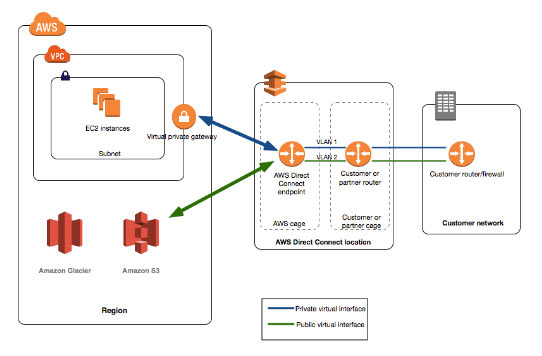 AWS
VPC
EC2 instances
Subnet
Virtual private gateway
Amazon Glacier
Amazon S3
Region
VLAN 1
VLAN 2
AWS Direct
Connect
endpoint
AWS cage
Customer or
partner router
Customer or
partner cage
AWS Direct Connect location
Customer router/firewall
Customer network
Private virtual interface
Public virtual interface